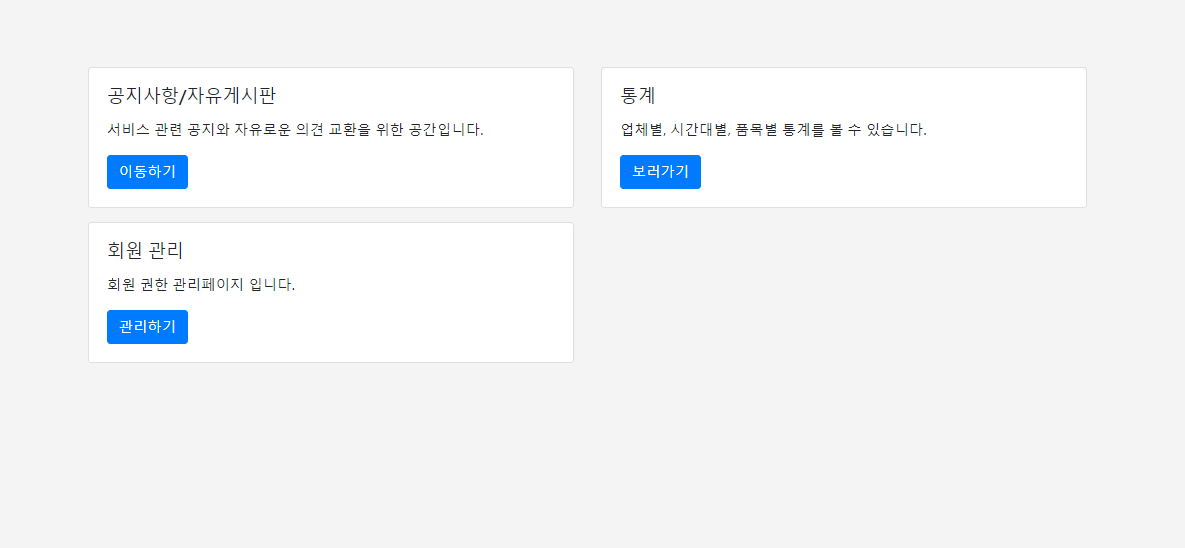 공지사항/자유게시판
서비스 관련 공지와 자유로운 의견 교환을 위한 공간입니다.
이동하기
통계
업체별, 시간대별, 품목별 통계를 볼 수 있습니다.
보러가기
회원 관리
회원 권한 관리페이지 입니다.
관리하기